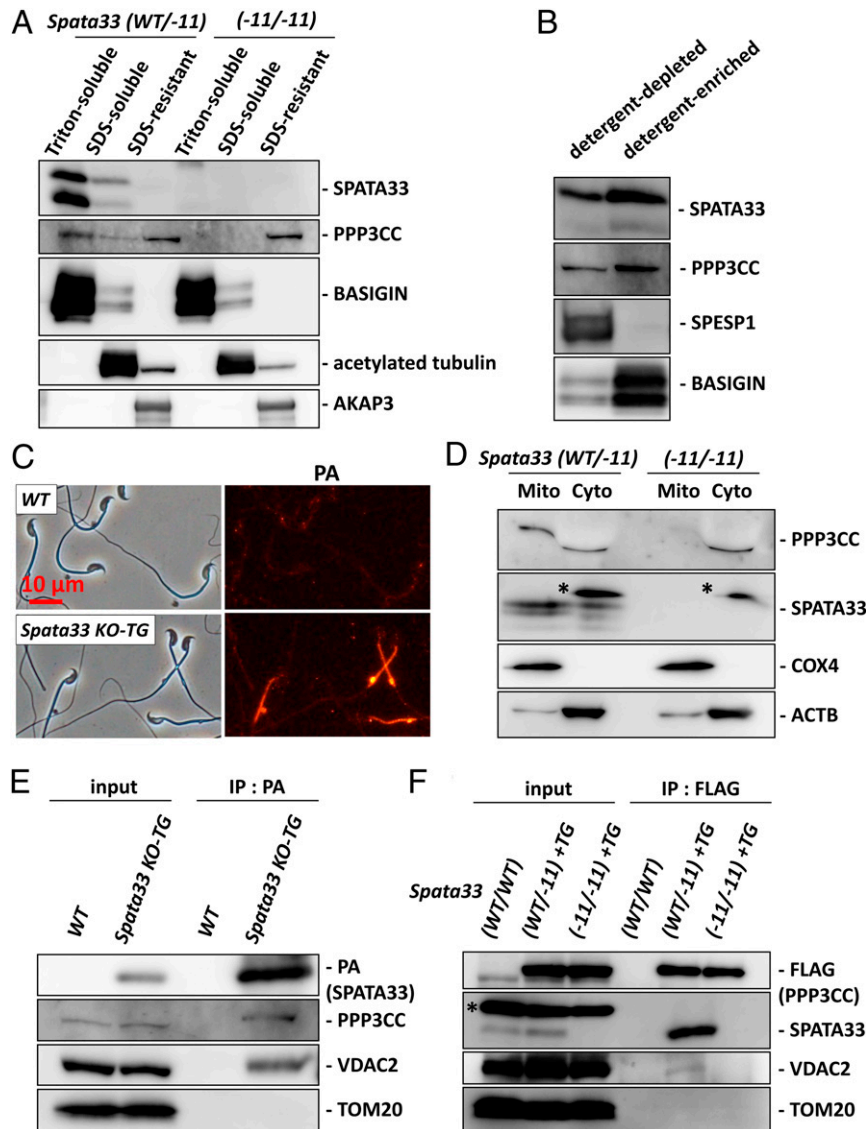 A
Spata33 (WT/-11)
(-11/-11)
Triton-soluble
SDS-soluble
SDS-resistant
Triton-soluble
SDS-soluble
SDS-resistant
- SPATA33
- PPP3CC
- BASIGIN
- acetylated tubulin
- AKAP3
B
detergent-depleted
detergent-enriched
- SPATA33
- PPP3CC
- SPESP1
- BASIGIN
C
PA
WT
10 μm
Spata33 KO-TG
D
Spata33 (WT/-11)
(-11/-11)
Mito Cyto Mito Cyto
- PPP3CC
* *
- SPATA33
- COX4
- ACTB
E
input
IP : PA
WT
Spata33 KO-TG
WT
Spata33 KO-TG
- PA
(SPATA33)
- PPP3CC
- VDAC2
- TOM20
F
input
IP : FLAG
Spata33
(WT/WT)
(WT/-11) +TG
(-11/-11) +TG
(WT/WT)
(WT/-11) +TG
(-11/-11) +TG
- FLAG
(PPP3CC)
*
- SPATA33
- VDAC2
- TOM20